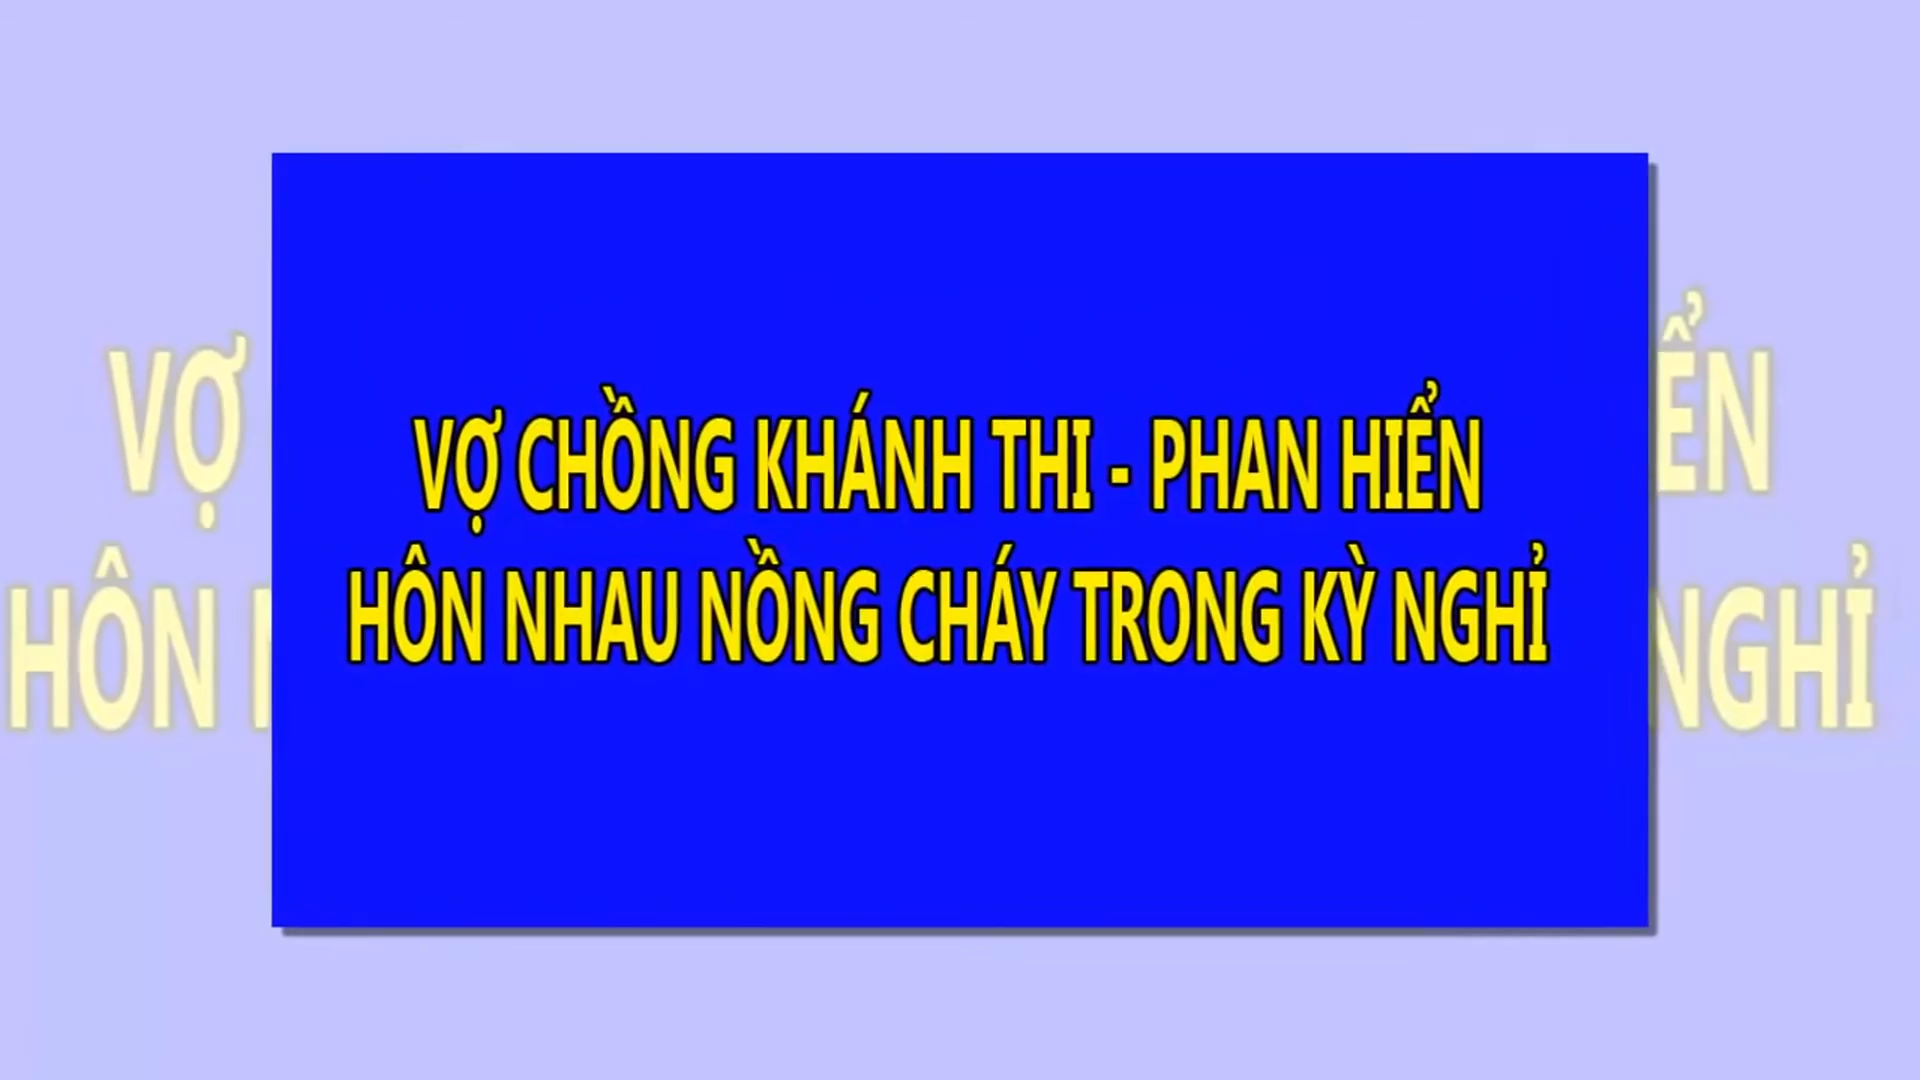 VỢ CHỒNG KHÁNH THI - PHAN HIỂN
HÔN NHAU NỒNG CHÁY TRONG KỲ NGHỈ